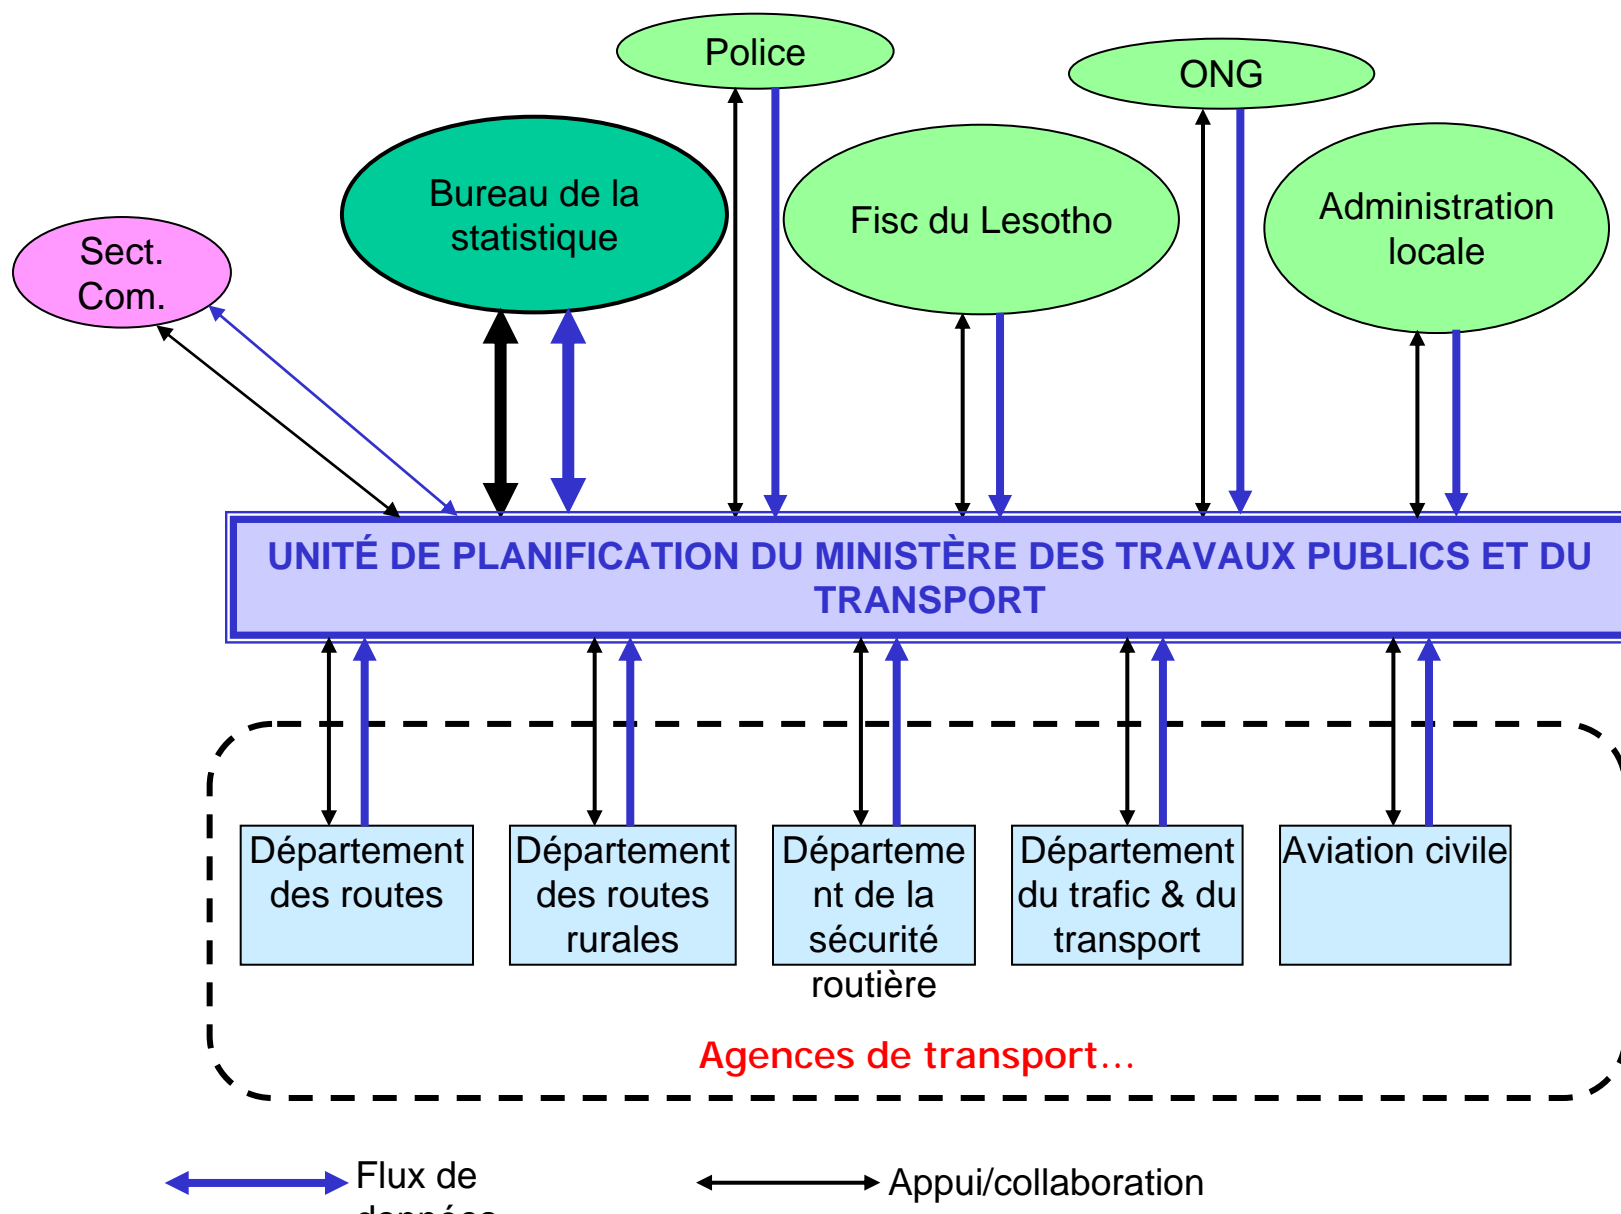 Police
ONG
Bureau de la
statistique
Fisc du Lesotho
Administration
locale
Sect.
Com.
UNITÉ DE PLANIFICATION DU MINISTÈRE DES TRAVAUX PUBLICS ET DU
TRANSPORT
Département
des routes
Département
des routes
rurales
Départeme
nt de la
sécurité
routière
Département
du trafic & du
transport
Aviation civile
Agences de transport…
Flux de
données
Appui/collaboration